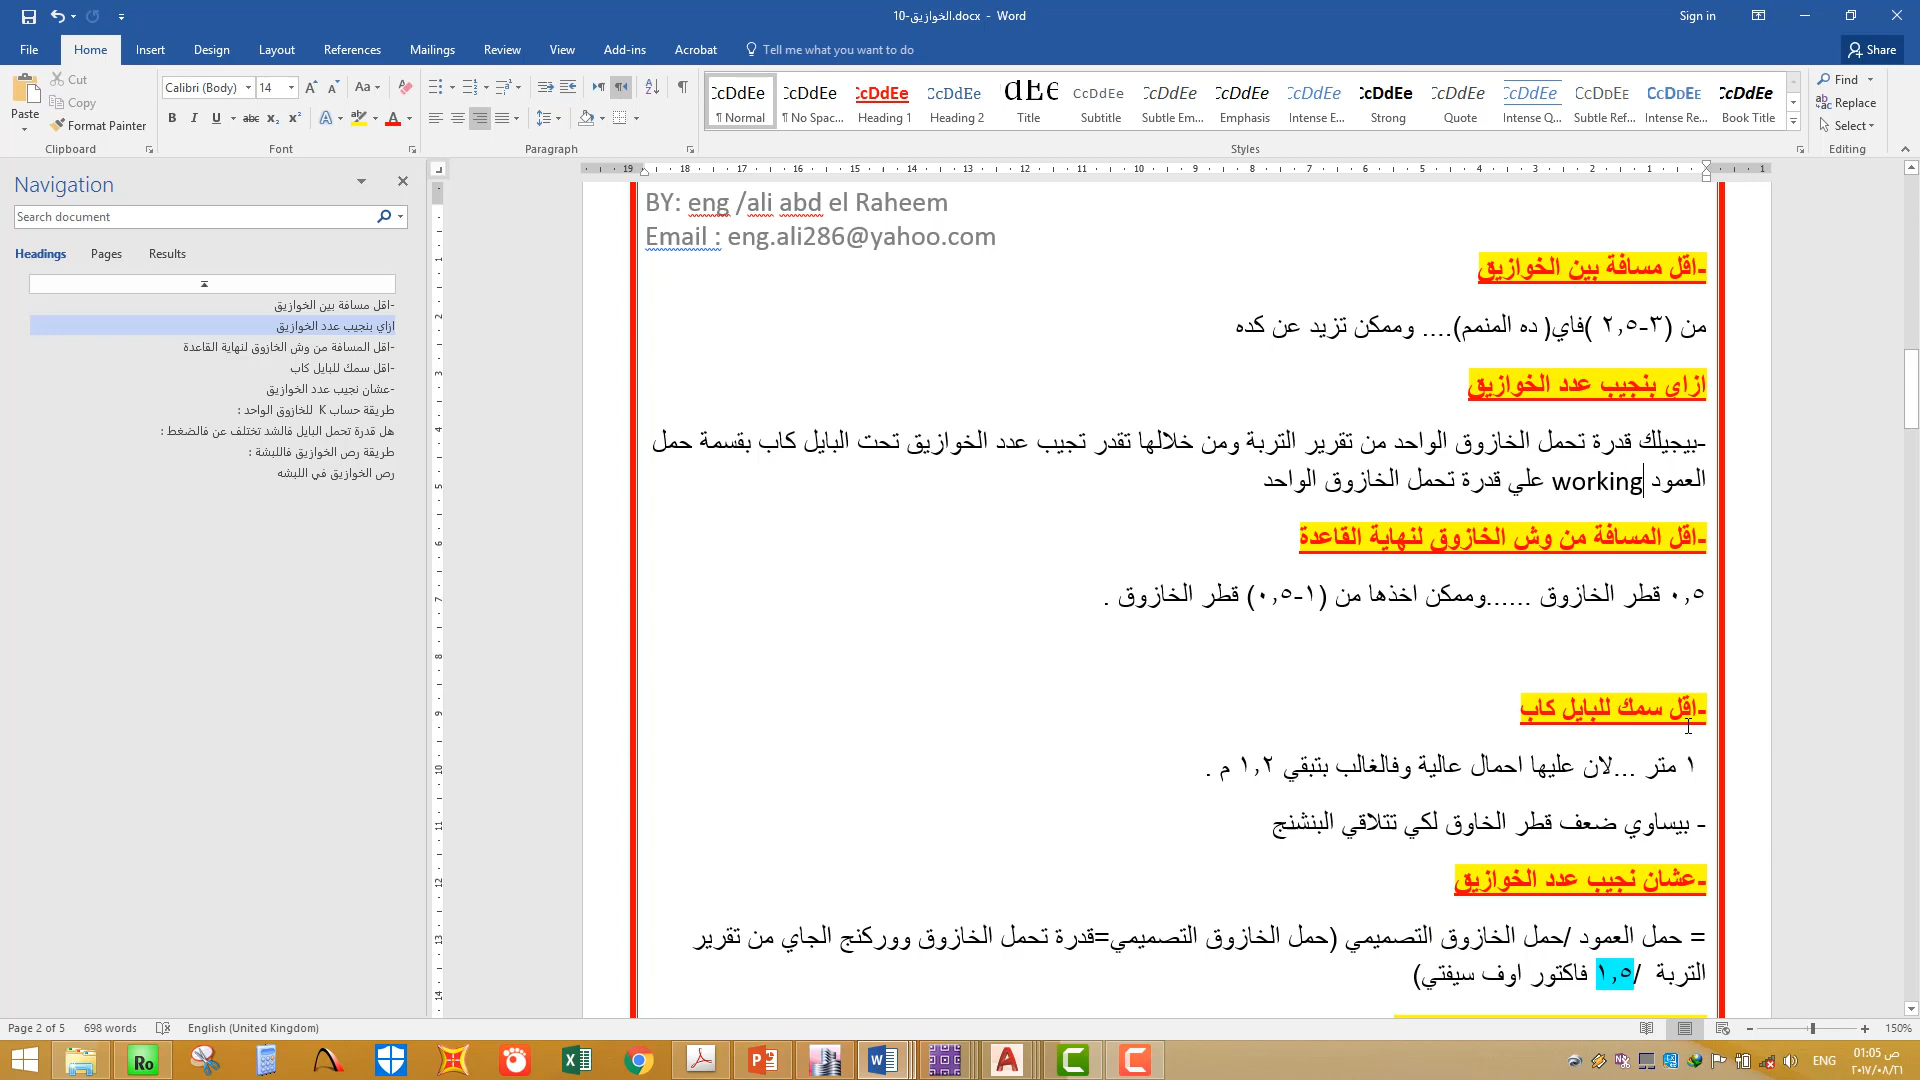 الخوازيق-10.docx - Word
Sign in
File Home Insert Design Layout References Mailings Review View Add-ins Acrobat Tell me what you want to do Share
Paste Cut Copy Format Painter
Calibri (Body) 14
AaBbCcDdEe
¶ Normal ¶ No Spac... Heading 1 Heading 2 Title Subtitle Subtle Em... Emphasis Intense E... Strong Quote Intense Q... Subtle Ref... Intense Re... Book Title
Find Replace Select
Clipboard Font Paragraph Styles Editing
Navigation
Search document
Headings Pages Results
-اقل مسافة بين الخوازيق
ازاي بنجيب عدد الخوازيق
-اقل المسافة من وش الخازوق لنهاية القاعدة
-اقل سمك للبايل كاب
-عشان نجيب عدد الخوازيق
طريقة حساب K للخازوق الواحد :
هل قدرة تحمل البايل فالشد تختلف عن فالضغط :
طريقة رص الخوازيق فاللبشة :
رص الخوازيق في اللبشه
BY: eng /ali abd el Raheem
Email : eng.ali286@yahoo.com
-اقل مسافة بين الخوازيق
من (٣-٢,٥ )فاي( ده المنمم).... وممكن تزيد عن كده
ازاي بنجيب عدد الخوازيق
-بيجيلك قدرة تحمل الخازوق الواحد من تقرير التربة ومن خلالها تقدر تجيب عدد الخوازيق تحت البايل كاب بقسمة حمل
العمود working علي قدرة تحمل الخازوق الواحد
-اقل المسافة من وش الخازوق لنهاية القاعدة
٠,٥ قطر الخازوق ......وممكن اخذها من (١-٠,٥) قطر الخازوق .
-اقل سمك للبايل كاب
١ متر ...لان عليها احمال عالية وفالغالب بتبقي ١,٢ م .
- بيساوي ضعف قطر الخاوق لكي تتلاقي البنشنج
-عشان نجيب عدد الخوازيق
= حمل العمود /حمل الخازوق التصميمي (حمل الخازوق التصميمي=قدرة تحمل الخازوق ووركنج الجاي من تقرير
التربة /١,٥ فاكتور اوف سيفتي)
Page 2 of 5 698 words English (United Kingdom) 150%
ENG
01:05 ص
٢٠١٧/٠٨/٢١